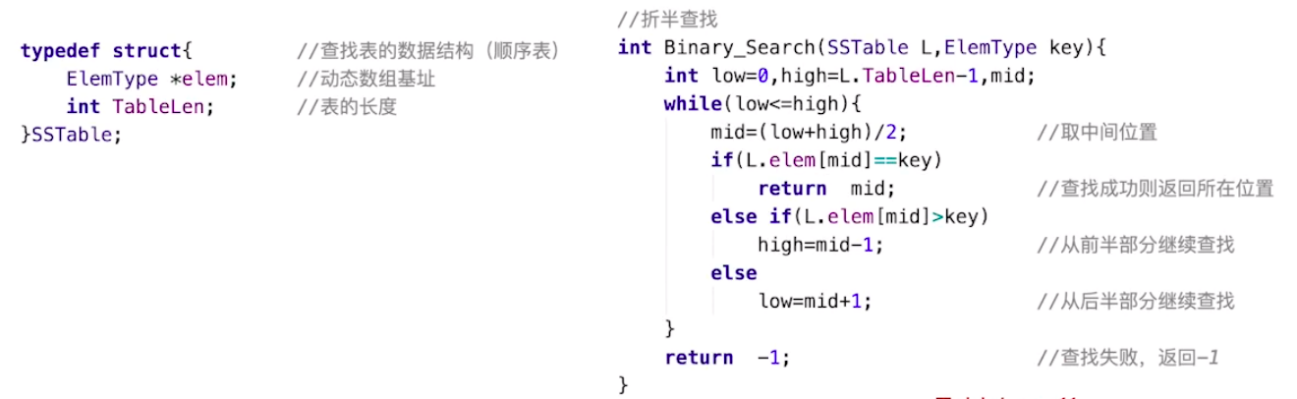 typedef struct{ //查找表的数据结构（顺序表）
ElemType *elem; //动态数组基址
int TableLen; //表的长度
}SSTable;
//折半查找
int Binary_Search(SSTable L,ElemType key){
int low=0,high=L.TableLen-1,mid;
while(low<=high){
mid=(low+high)/2; //取中间位置
if(L.elem[mid]==key)
return mid; //查找成功则返回所在位置
else if(L.elem[mid]>key)
high=mid-1; //从前半部分继续查找
else
low=mid+1; //从后半部分继续查找
}
return -1; //查找失败，返回-1
}